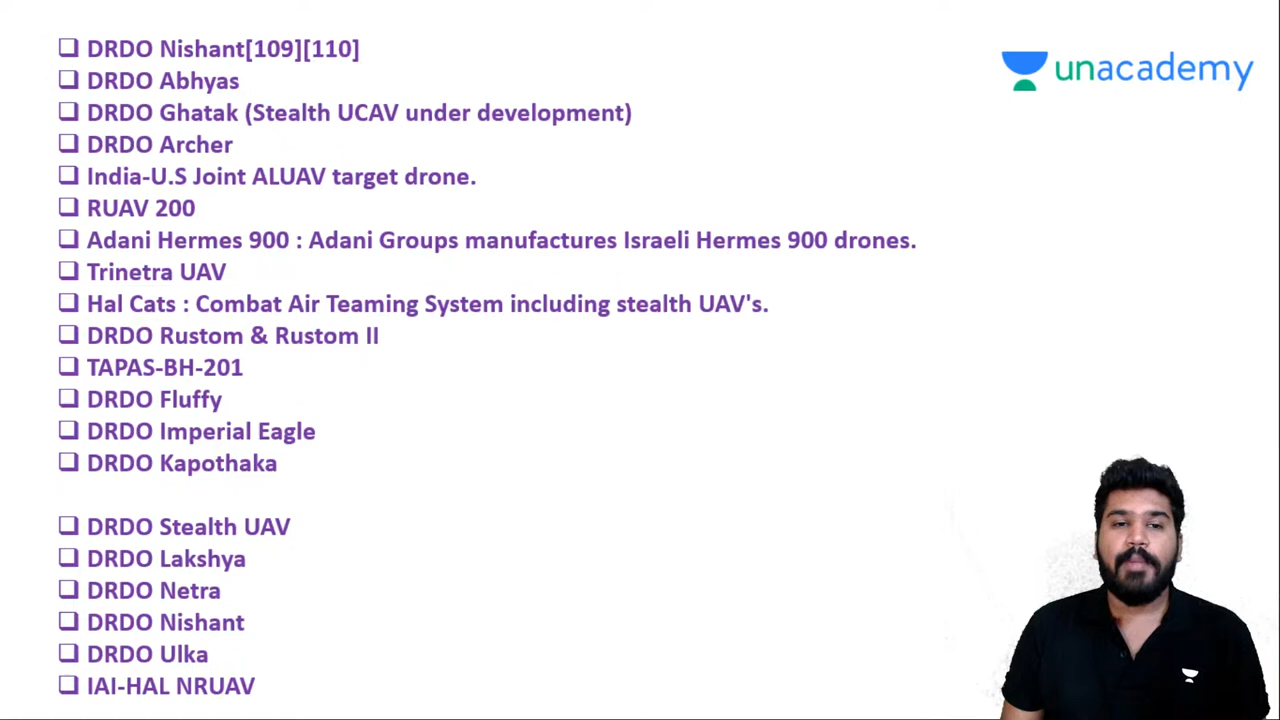 DRDO Nishant[109][110]
unacademy
DRDO Abhyas
DRDO Ghatak (Stealth UCAV under development)
DRDO Archer
India-U.S Joint ALUAV target drone.
RUAV 200
Adani Hermes 900 : Adani Groups manufactures Israeli Hermes 900 drones.
Trinetra UAV
Hal Cats : Combat Air Teaming System including stealth UAV's.
DRDO Rustom & Rustom II
TAPAS-BH-201
DRDO Fluffy
DRDO Imperial Eagle
DRDO Kapothaka
DRDO Stealth UAV
DRDO Lakshya
DRDO Netra
DRDO Nishant
DRDO Ulka
IAI-HAL NRUAV